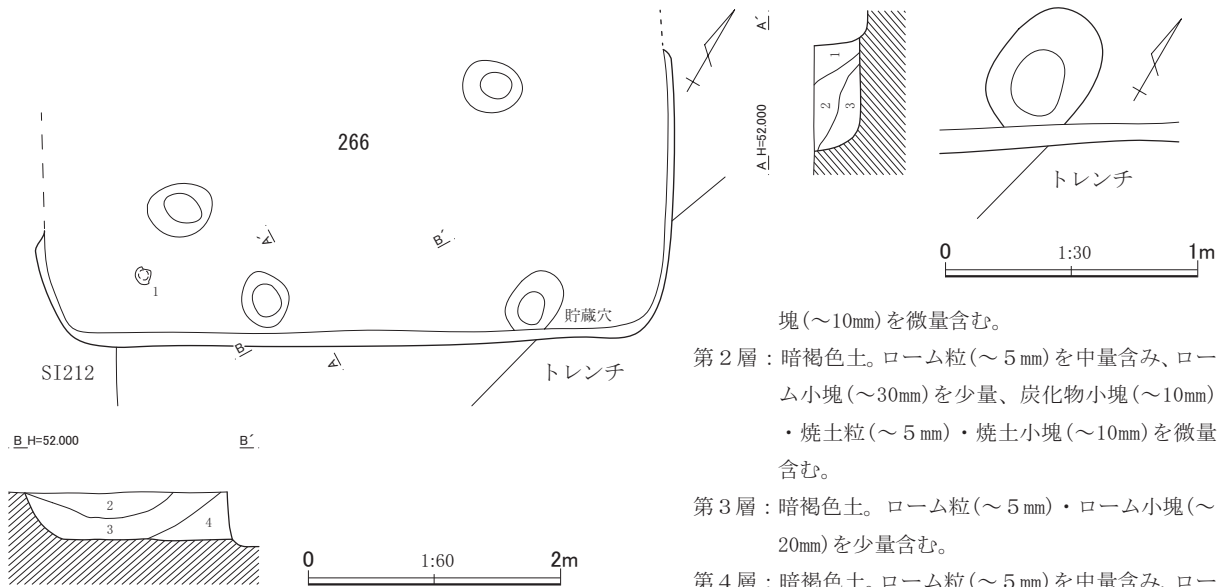 266
1
貯蔵穴
SI212
トレンチ
A′
B′
B
A
B H=52.000
B′
2
3
4
0
1:60
2m
A′
A H=52.000
1
2
3
トレンチ
0
1:30
1m
塊(～10mm)を微量含む。
第２層：暗褐色土。ローム粒(～５mm)を中量含み、ロー
ム小塊(～30mm)を少量、炭化物小塊(～10mm)
・焼土粒(～５mm)・焼土小塊(～10mm)を微量
含む。
第３層：暗褐色土。ローム粒(～５mm)・ローム小塊(～
20mm)を少量含む。
第４層：暗褐色土。ローム粒(～５mm)を中量含み、ロー